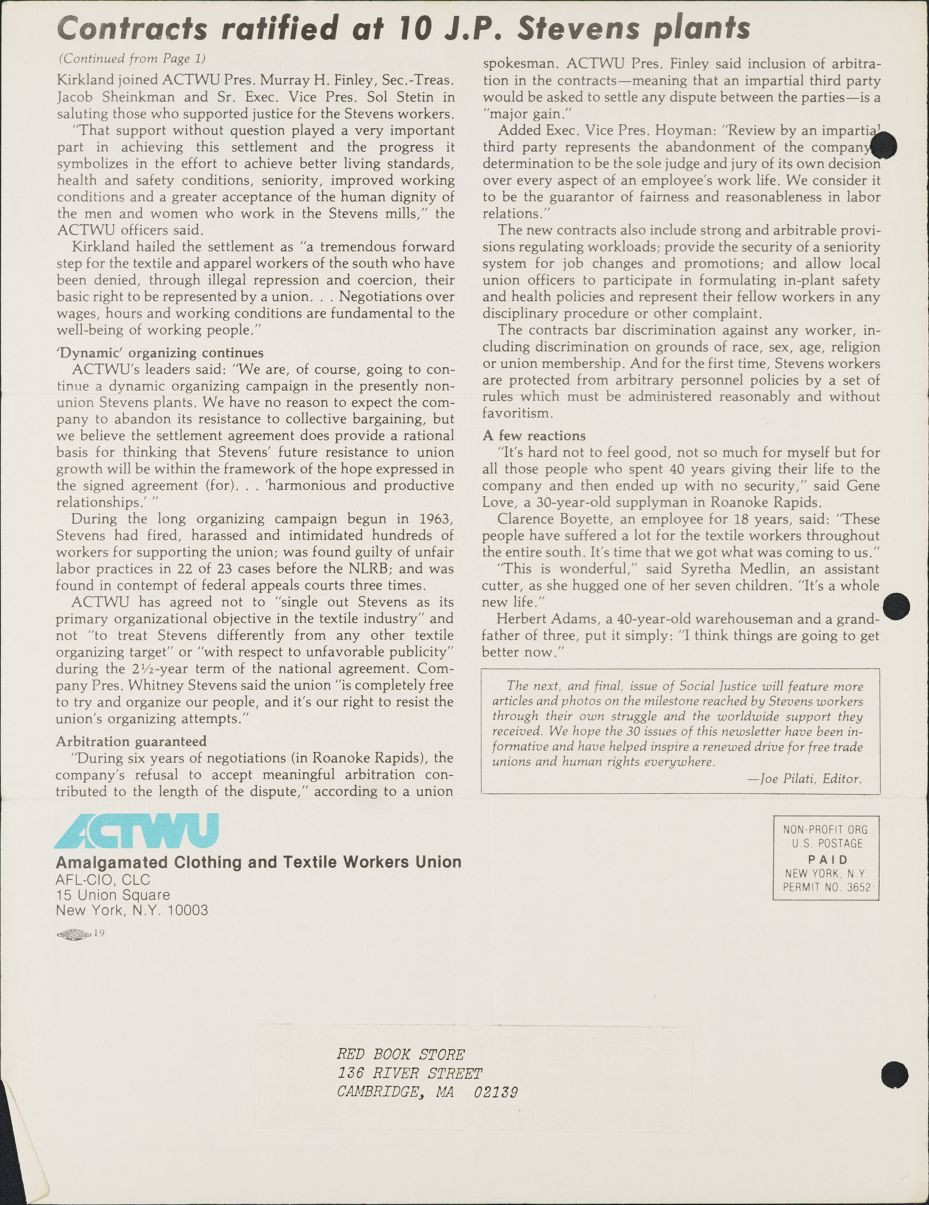 Contracts ratified at 10 J.P. Stevens plants
(Continued from Page 1)
Kirkland joined ACTWU Pres. Murray H. Finley, Sec.-Treas.
Jacob Sheinkman and Sr. Exec. Vice Pres. Sol Stetin in
saluting those who supported justice for the Stevens workers.
"That support without question played a very important
part in achieving this settlement and the progress it
symbolizes in the effort to achieve better living standards,
health and safety conditions, seniority, improved working
conditions and a greater acceptance of the human dignity of
the men and women who work in the Stevens mills," the
ACTWU officers said.
Kirkland hailed the settlement as "a tremendous forward
step for the textile and apparel workers of the south who have
been denied, through illegal repression and coercion, their
basic right to be represented by a union. . . Negotiations over
wages, hours and working conditions are fundamental to the
well-being of working people."
'Dynamic' organizing continues
ACTWU's leaders said: "We are, of course, going to con-
tinue a dynamic organizing campaign in the presently non-
union Stevens plants. We have no reason to expect the com-
pany to abandon its resistance to collective bargaining, but
we believe the settlement agreement does provide a rational
basis for thinking that Stevens' future resistance to union
growth will be within the framework of the hope expressed in
the signed agreement (for). . . 'harmonious and productive
relationships.' "
During the long organizing campaign begun in 1963,
Stevens had fired, harassed and intimidated hundreds of
workers for supporting the union; was found guilty of unfair
labor practices in 22 of 23 cases before the NLRB; and was
found in contempt of federal appeals courts three times.
ACTWU has agreed not to "single out Stevens as its
primary organizational objective in the textile industry" and
not "to treat Stevens differently from any other textile
organizing target" or "with respect to unfavorable publicity"
during the 2½-year term of the national agreement. Com-
pany Pres. Whitney Stevens said the union "is completely free
to try and organize our people, and it's our right to resist the
union's organizing attempts."
Arbitration guaranteed
"During six years of negotiations (in Roanoke Rapids), the
company's refusal to accept meaningful arbitration con-
tributed to the length of the dispute," according to a union
spokesman. ACTWU Pres. Finley said inclusion of arbitra-
tion in the contracts—meaning that an impartial third party
would be asked to settle any dispute between the parties—is a
"major gain."
Added Exec. Vice Pres. Hoyman: "Review by an impartial
third party represents the abandonment of the company
determination to be the sole judge and jury of its own decision
over every aspect of an employee's work life. We consider it
to be the guarantor of fairness and reasonableness in labor
relations."
The new contracts also include strong and arbitrable provi-
sions regulating workloads; provide the security of a seniority
system for job changes and promotions; and allow local
union officers to participate in formulating in-plant safety
and health policies and represent their fellow workers in any
disciplinary procedure or other complaint.
The contracts bar discrimination against any worker, in-
cluding discrimination on grounds of race, sex, age, religion
or union membership. And for the first time, Stevens workers
are protected from arbitrary personnel policies by a set of
rules which must be administered reasonably and without
favoritism.
A few reactions
"It's hard not to feel good, not so much for myself but for
all those people who spent 40 years giving their life to the
company and then ended up with no security," said Gene
Love, a 30-year-old supplyman in Roanoke Rapids.
Clarence Boyette, an employee for 18 years, said: "These
people have suffered a lot for the textile workers throughout
the entire south. It's time that we got what was coming to us."
"This is wonderful," said Syretha Medlin, an assistant
cutter, as she hugged one of her seven children. "It's a whole
new life."
Herbert Adams, a 40-year-old warehouseman and a grand-
father of three, put it simply: "I think things are going to get
better now."
The next, and final, issue of Social Justice will feature more
articles and photos on the milestone reached by Stevens workers
through their own struggle and the worldwide support they
received. We hope the 30 issues of this newsletter have been in-
formative and have helped inspire a renewed drive for free trade
unions and human rights everywhere.
—Joe Pilati, Editor.
ACTWU
Amalgamated Clothing and Textile Workers Union
AFL-CIO, CLC
15 Union Square
New York, N.Y. 10003
19
NON-PROFIT ORG.
U.S. POSTAGE
PAID
NEW YORK, N.Y.
PERMIT NO. 3652
RED BOOK STORE
136 RIVER STREET
CAMBRIDGE, MA 02139